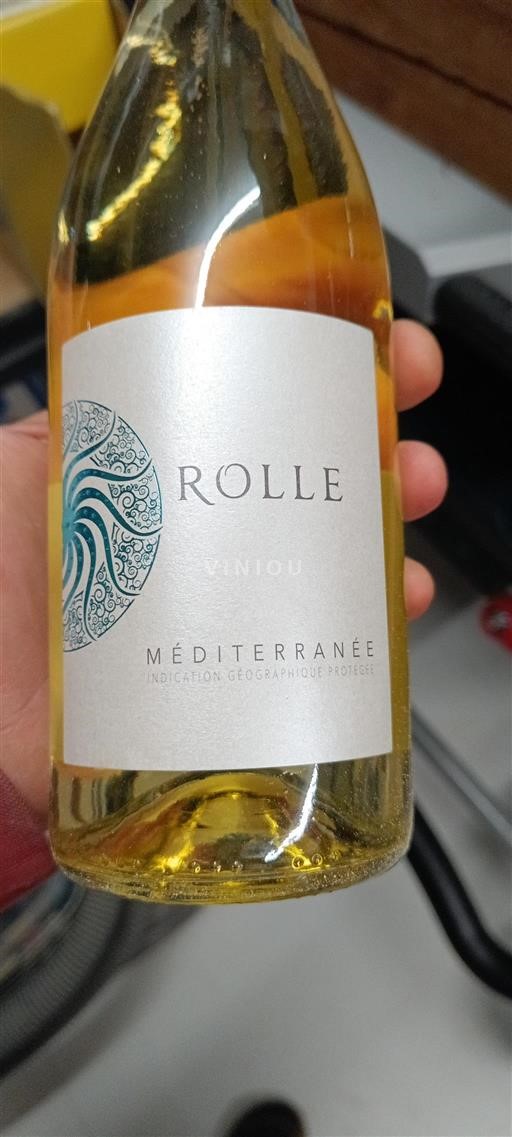 ROLLE
VINIOU
MÉDITERRANÉE
INDICATION GÉOGRAPHIQUE PROTÉGÉE